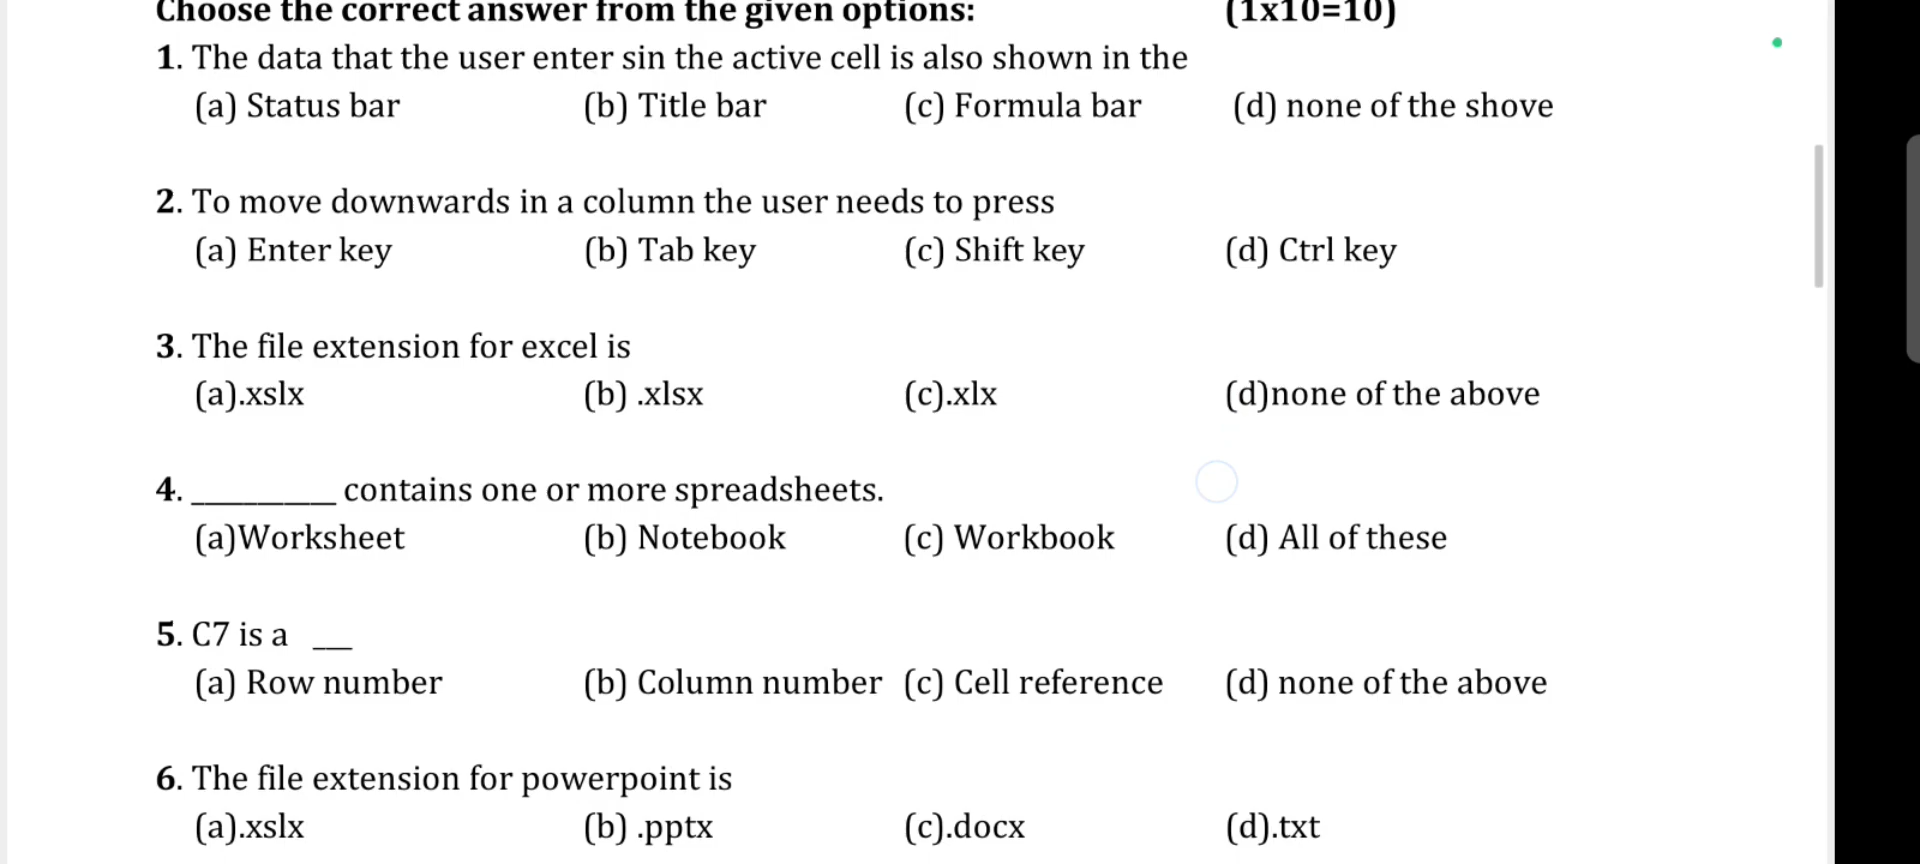 Choose the correct answer from the given options: (1x10=10)
1. The data that the user enter sin the active cell is also shown in the
(a) Status bar (b) Title bar (c) Formula bar (d) none of the shove
2. To move downwards in a column the user needs to press
(a) Enter key (b) Tab key (c) Shift key (d) Ctrl key
3. The file extension for excel is
(a).xslx (b) .xlsx (c).xlx (d)none of the above
4. _________ contains one or more spreadsheets.
(a)Worksheet (b) Notebook (c) Workbook (d) All of these
5. C7 is a ___
(a) Row number (b) Column number (c) Cell reference (d) none of the above
6. The file extension for powerpoint is
(a).xslx (b) .pptx (c).docx (d).txt